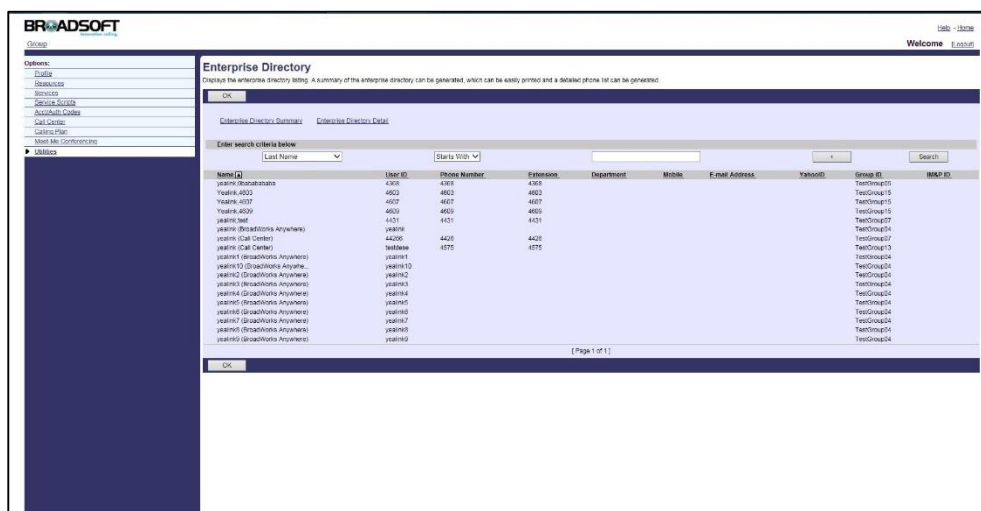 BROADSOFT
Help - Home
Group
Welcome [Logout]
Options:
Profile
Resources
Services
Service Scripts
Acct/Auth Codes
Call Center
Calling Plan
Meet-Me Conferencing
Utilities
Enterprise Directory
Displays the enterprise directory listing. A summary of the enterprise directory can be generated, which can be easily printed and a detailed phone list can be generated
OK
Enterprise Directory Summary Enterprise Directory Detail
Enter search criteria below
Last Name Starts With + Search
Name User ID Phone Number Extension Department Mobile E-mail Address YahooID Group ID IM&P ID
4368 4368 4368 TestGroup05
Yealink,4603 4603 4603 4603 TestGroup15
Yealink,4607 4607 4607 4607 TestGroup15
Yealink,4609 4609 4609 4609 TestGroup15
yealink,test 4431 4431 4431 TestGroup07
yealink (BroadWorks Anywhere) yealink TestGroup04
yealink (Call Center) 44266 4426 4426 TestGroup07
yealink (Call Center) testdese 4575 4575 TestGroup13
yealink1 (BroadWorks Anywhere) yealink1 TestGroup04
yealink10 (BroadWorks Anywhe... yealink10 TestGroup04
yealink2 (BroadWorks Anywhere) yealink2 TestGroup04
yealink3 (BroadWorks Anywhere) yealink3 TestGroup04
yealink4 (BroadWorks Anywhere) yealink4 TestGroup04
yealink5 (BroadWorks Anywhere) yealink5 TestGroup04
yealink6 (BroadWorks Anywhere) yealink6 TestGroup04
yealink7 (BroadWorks Anywhere) yealink7 TestGroup04
yealink8 (BroadWorks Anywhere) yealink8 TestGroup04
yealink9 (BroadWorks Anywhere) yealink9 TestGroup04
[ Page 1 of 1 ]
OK